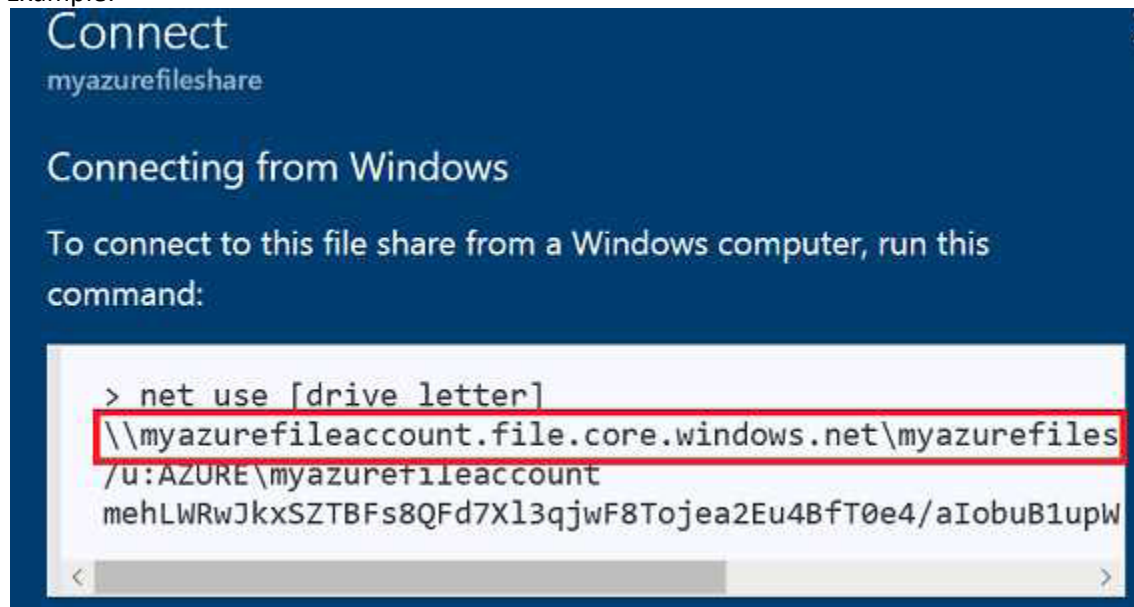 Connect
myazurefileshare
Connecting from Windows
To connect to this file share from a Windows computer, run this
command:
> net use [drive letter]
\\myazurefileaccount.file.core.windows.net\myazurefiles
/u:AZURE\myazurefileaccount
mehLWRwJkxSZTBFs8QFd7Xl3qjwF8Tojea2Eu4BfT0e4/aIobuB1upW